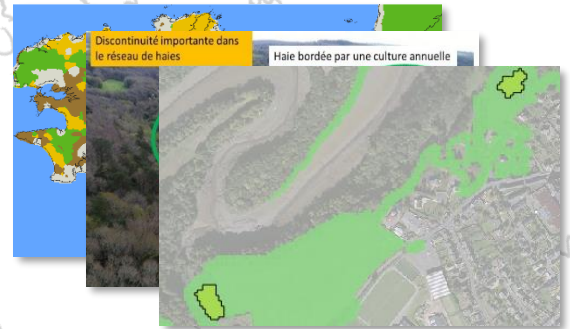 Discontinuité importante dans
le réseau de haies
Haie bordée par une culture annuelle